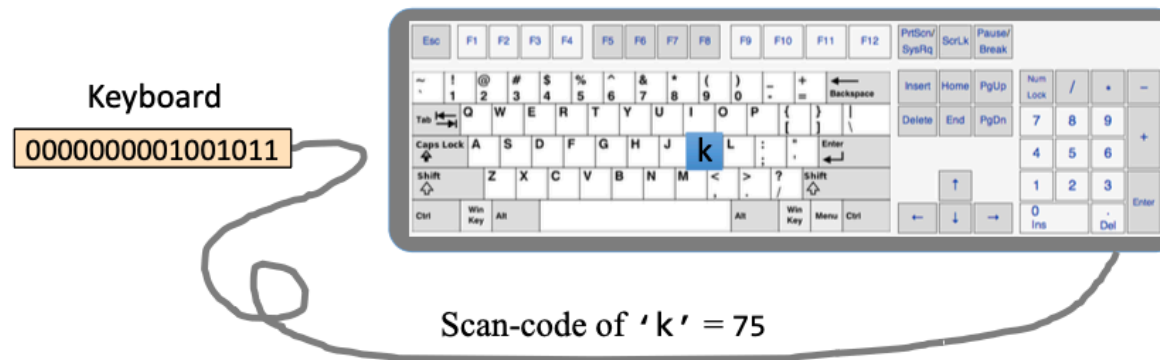 Esc F1 F2 F3 F4 F5 F6 F7 F8 F9 F10 F11 F12 PrtScn/ SysRq ScrLk Pause/ Break
Keyboard
0000000001001011
~ ` ! 1 @ 2 # 3 $ 4 % 5 ^ 6 & 7 * 8 ( 9 ) 0 _ - + = Backspace Insert Home PgUp Num Lock / * −
Tab Q W E R T Y U I O P { [ } ] | \ Delete End PgDn 7 8 9 +
Caps Lock A S D F G H J k L : ; " ' Enter 4 5 6
Shift Z X C V B N M < , > . ? / Shift ↑ 1 2 3 Enter
Ctrl Win Key Alt Alt Win Key Menu Ctrl ← ↓ → 0 Ins . Del
Scan-code of ‘k’ = 75